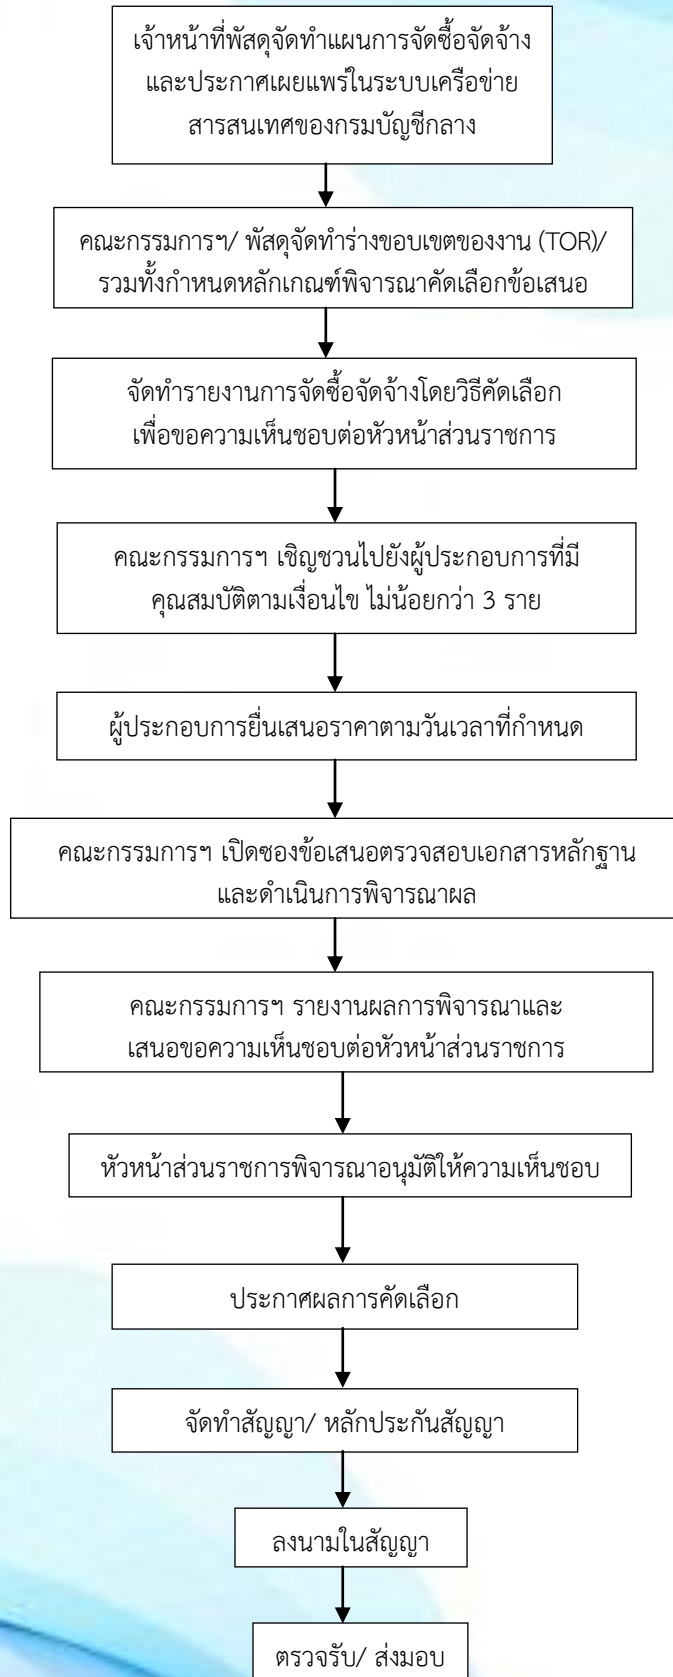 เจ้าหน้าที่พัสดุจัดทำแผนการจัดซื้อจัดจ้าง
และประกาศเผยแพร่ในระบบเครือข่าย
สารสนเทศของกรมบัญชีกลาง
คณะกรรมการฯ/ พัสดุจัดทำร่างขอบเขตของงาน (TOR)/
รวมทั้งกำหนดหลักเกณฑ์พิจารณาคัดเลือกข้อเสนอ
จัดทำรายงานการจัดซื้อจัดจ้างโดยวิธีคัดเลือก
เพื่อขอความเห็นชอบต่อหัวหน้าส่วนราชการ
คณะกรรมการฯ เชิญชวนไปยังผู้ประกอบการที่มี
คุณสมบัติตามเงื่อนไข ไม่น้อยกว่า 3 ราย
ผู้ประกอบการยื่นเสนอราคาตามวันเวลาที่กำหนด
คณะกรรมการฯ เปิดซองข้อเสนอตรวจสอบเอกสารหลักฐาน
และดำเนินการพิจารณาผล
คณะกรรมการฯ รายงานผลการพิจารณาและ
เสนอขอความเห็นชอบต่อหัวหน้าส่วนราชการ
หัวหน้าส่วนราชการพิจารณาอนุมัติให้ความเห็นชอบ
ประกาศผลการคัดเลือก
จัดทำสัญญา/ หลักประกันสัญญา
ลงนามในสัญญา
ตรวจรับ/ ส่งมอบ